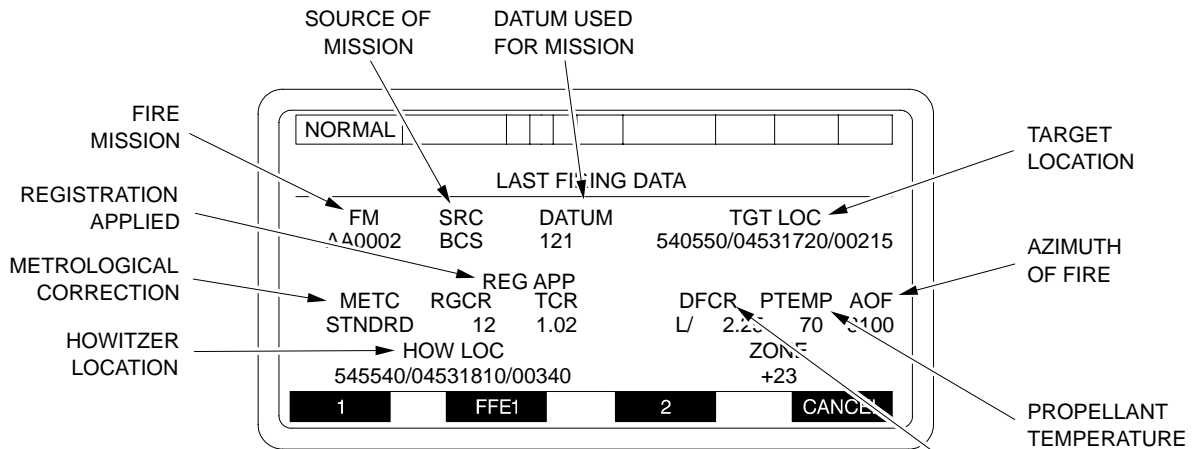 SOURCE OF
MISSION
DATUM USED
FOR MISSION
FIRE
MISSION
REGISTRATION
APPLIED
METROLOGICAL
CORRECTION
HOWITZER
LOCATION
TARGET
LOCATION
AZIMUTH
OF FIRE
PROPELLANT
TEMPERATURE
NORMAL
LAST FIRING DATA
FM SRC DATUM TGT LOC
AA0002 BCS 121 540550/04531720/00215
REG APP
METC RGCR TCR DFCR PTEMP AOF
STNDRD 12 1.02 L/ 2.25 70 3100
HOW LOC ZONE
545540/04531810/00340 +23
1 FFE1 2 CANCEL